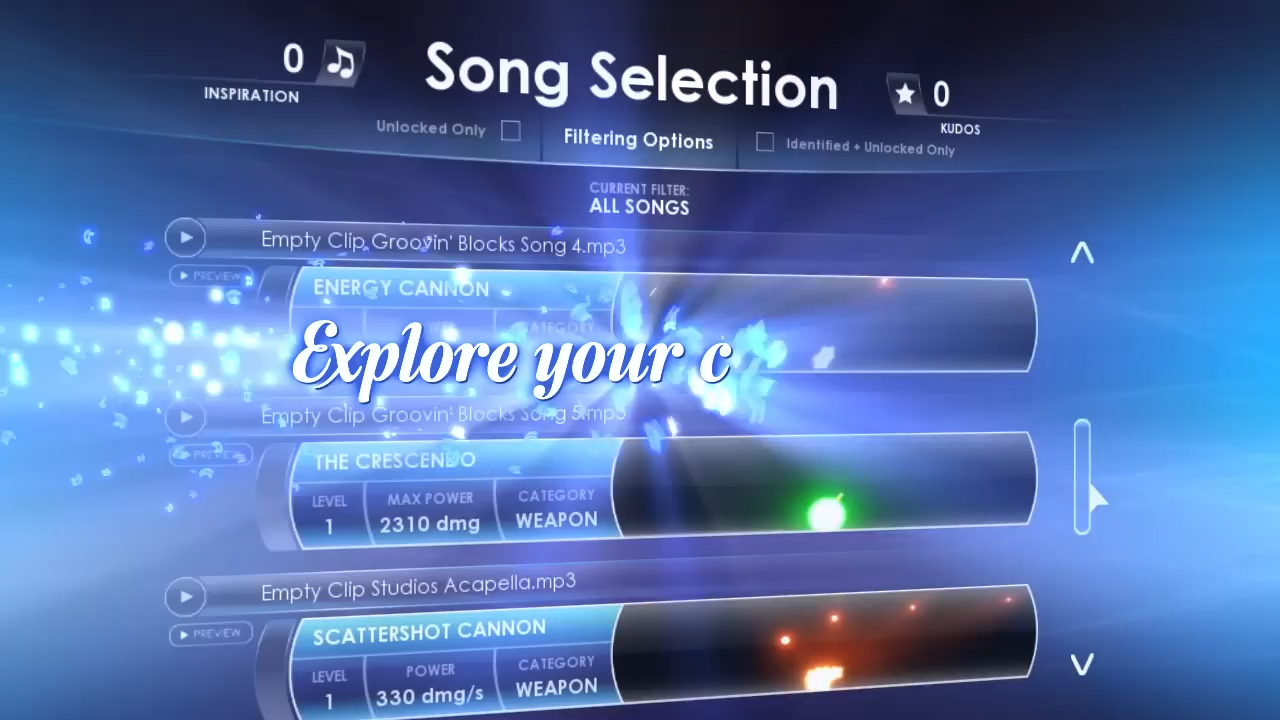 0
INSPIRATION
Song Selection
0
KUDOS
Unlocked Only
Filtering Options
Identified + Unlocked Only
CURRENT FILTER:
ALL SONGS
Empty Clip Groovin' Blocks Song 4.mp3
PREVIEW
ENERGY CANNON
CATEGORY
Explore your c
Empty Clip Groovin' Blocks Song 5.mp3
PREVIEW
THE CRESCENDO
LEVEL
1
MAX POWER
2310 dmg
CATEGORY
WEAPON
Empty Clip Studios Acapella.mp3
PREVIEW
SCATTERSHOT CANNON
LEVEL
1
POWER
330 dmg/s
CATEGORY
WEAPON